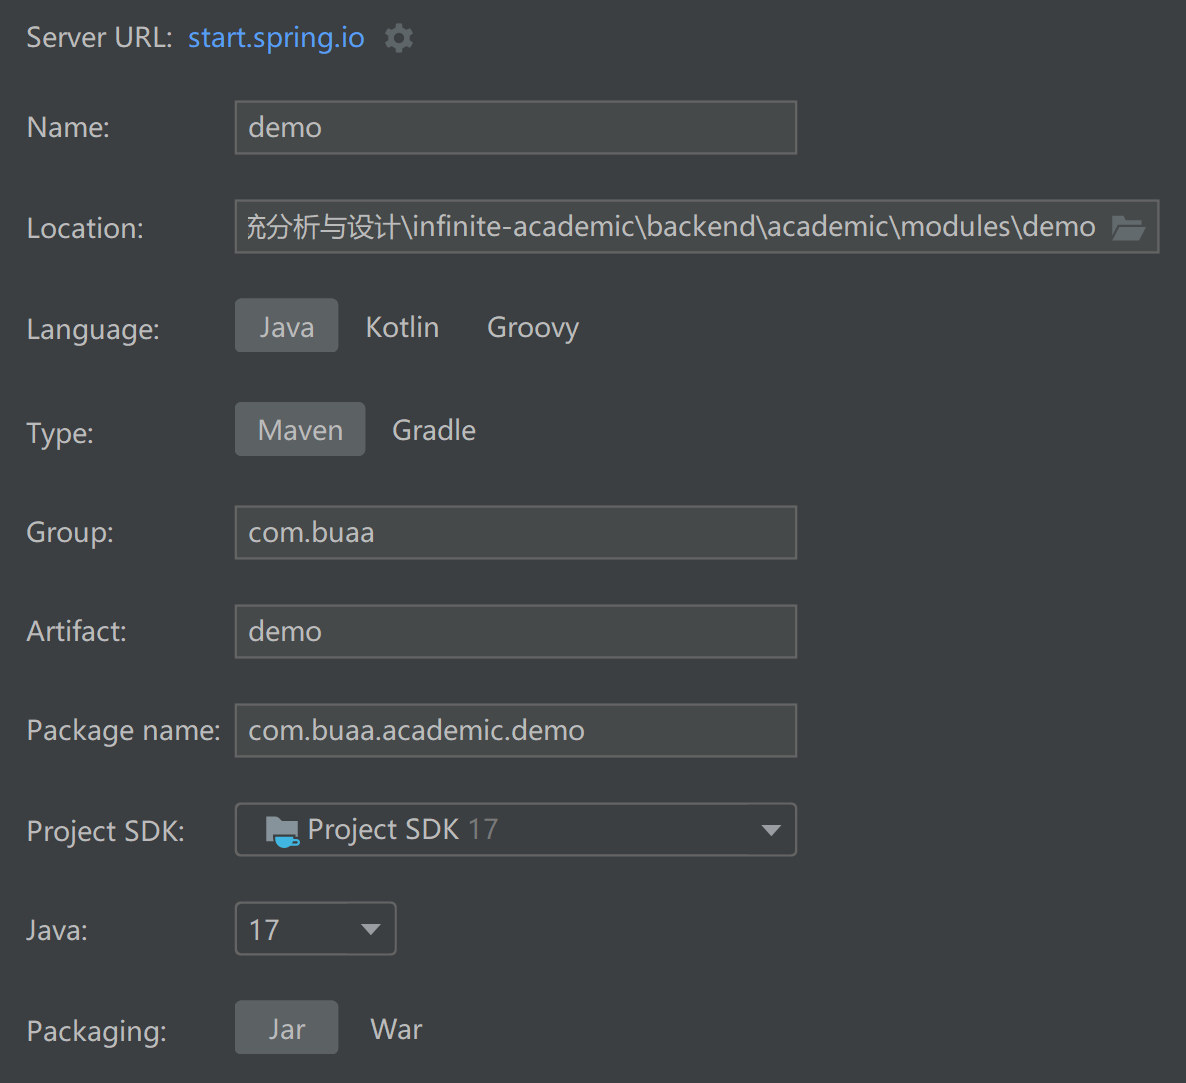 Server URL: start.spring.io
Name: demo
Location: 充分析与设计\infinite-academic\backend\academic\modules\demo
Language: Java Kotlin Groovy
Type: Maven Gradle
Group: com.buaa
Artifact: demo
Package name: com.buaa.academic.demo
Project SDK: Project SDK 17
Java: 17
Packaging: Jar War